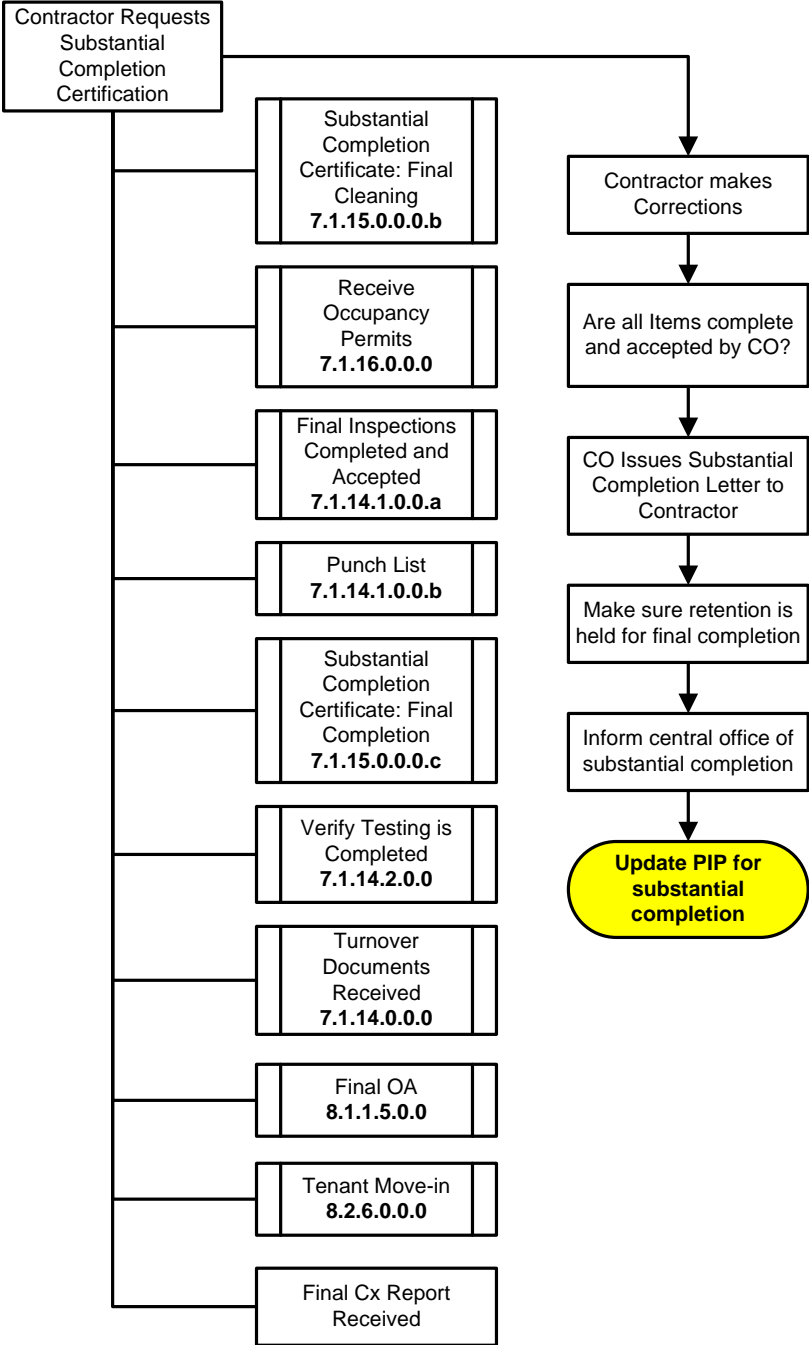 Contractor Requests
Substantial
Completion
Certification
Substantial
Completion
Certificate: Final
Cleaning
7.1.15.0.0.0.b
Receive
Occupancy
Permits
7.1.16.0.0.0
Final Inspections
Completed and
Accepted
7.1.14.1.0.0.a
Punch List
7.1.14.1.0.0.b
Substantial
Completion
Certificate: Final
Completion
7.1.15.0.0.0.c
Verify Testing is
Completed
7.1.14.2.0.0
Turnover
Documents
Received
7.1.14.0.0.0
Final OA
8.1.1.5.0.0
Tenant Move-in
8.2.6.0.0.0
Final Cx Report
Received
Contractor makes
Corrections
Are all Items complete
and accepted by CO?
CO Issues Substantial
Completion Letter to
Contractor
Make sure retention is
held for final completion
Inform central office of
substantial completion
Update PIP for
substantial
completion